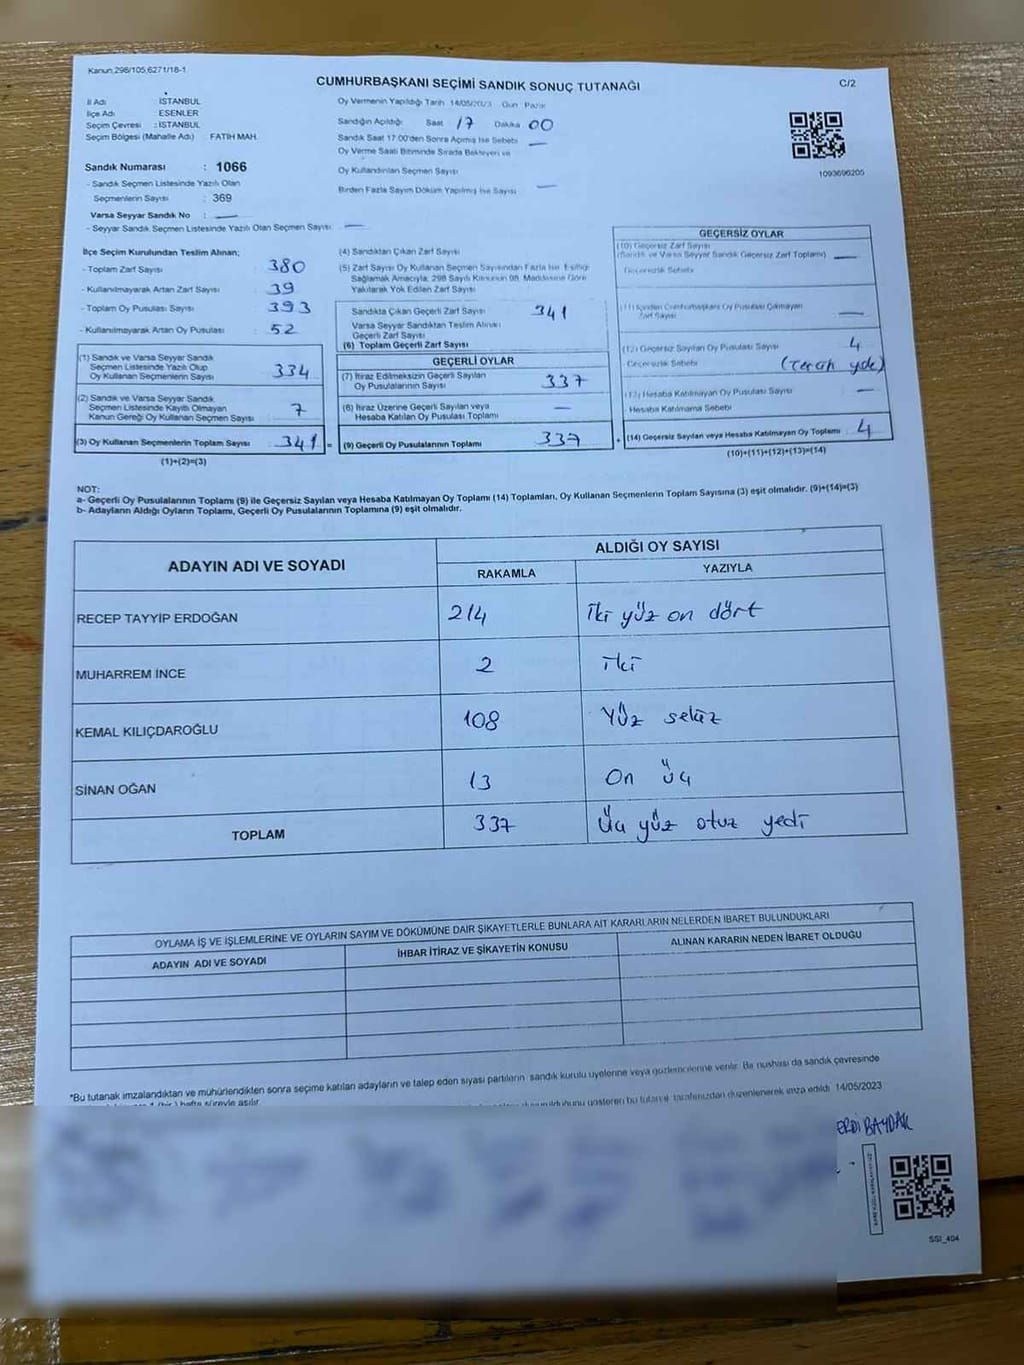 Kanun;298/105,6271/18-1
CUMHURBAŞKANI SEÇİMİ SANDIK SONUÇ TUTANAĞI
C/2
İl Adı : İSTANBUL
İlçe Adı : ESENLER
Seçim Çevresi : İSTANBUL
Seçim Bölgesi (Mahalle Adı) FATİH MAH.
Sandık Numarası : 1066
- Sandık Seçmen Listesinde Yazılı Olan
Seçmenlerin Sayısı : 369
Varsa Seyyar Sandık No : —
- Seyyar Sandık Seçmen Listesinde Yazılı Olan Seçmen Sayısı —
Oy Vermenin Yapıldığı Tarih 14/05/2023 Gün Pazar
Sandığın Açıldığı Saat 17 Dakika 00
Sandık Saat 17.00'den Sonra Açılmış İse Sebebi —
Oy Verme Saati Bitiminde Sırada Bekleyen ve
Oy Kullandırılan Seçmen Sayısı
Birden Fazla Sayım Döküm Yapılmış İse Sayısı —
1093696205
İlçe Seçim Kurulundan Teslim Alınan;
- Toplam Zarf Sayısı : 380
- Kullanılmayarak Artan Zarf Sayısı : 39
- Toplam Oy Pusulası Sayısı : 393
- Kullanılmayarak Artan Oy Pusulası : 52
(1) Sandık ve Varsa Seyyar Sandık
Seçmen Listesinde Yazılı Olup
Oy Kullanan Seçmenlerin Sayısı : 334
(2) Sandık ve Varsa Seyyar Sandık
Seçmen Listesinde Kayıtlı Olmayan
Kanun Gereği Oy Kullanan Seçmen Sayısı : 7
(3) Oy Kullanan Seçmenlerin Toplam Sayısı : 341 =
(1)+(2)=(3)
(4) Sandıktan Çıkan Zarf Sayısı
(5) Zarf Sayısı Oy Kullanan Seçmen Sayısından Fazla İse, Eşitliği
Sağlamak Amacıyla; 298 Sayılı Kanunun 98. Maddesine Göre
Yakılarak Yok Edilen Zarf Sayısı
Sandıkta Çıkan Geçerli Zarf Sayısı 341
Varsa Seyyar Sandıktan Teslim Alınan
Geçerli Zarf Sayısı
(6) Toplam Geçerli Zarf Sayısı
GEÇERLİ OYLAR
(7) İtiraz Edilmeksizin Geçerli Sayılan
Oy Pusulalarının Sayısı 337
(8) İtiraz Üzerine Geçerli Sayılan veya
Hesaba Katılan Oy Pusulası Toplamı —
(9) Geçerli Oy Pusulalarının Toplamı 337 +
GEÇERSİZ OYLAR
(10) Geçersiz Zarf Sayısı
(Sandık ve Varsa Seyyar Sandık Geçersiz Zarf Toplamı) —
Geçersizlik Sebebi
(11) İçinden Cumhurbaşkanı Oy Pusulası Çıkmayan
Zarf Sayısı —
(12) Geçersiz Sayılan Oy Pusulası Sayısı 4
Geçersizlik Sebebi (Tercih yok)
(13) Hesaba Katılmayan Oy Pusulası Sayısı —
Hesaba Katılmama Sebebi
(14) Geçersiz Sayılan veya Hesaba Katılmayan Oy Toplamı 4
(10)+(11)+(12)+(13)=(14)
NOT:
a- Geçerli Oy Pusulalarının Toplamı (9) ile Geçersiz Sayılan veya Hesaba Katılmayan Oy Toplamı (14) Toplamları, Oy Kullanan Seçmenlerin Toplam Sayısına (3) eşit olmalıdır. (9)+(14)=(3)
b- Adayların Aldığı Oyların Toplamı, Geçerli Oy Pusulalarının Toplamına (9) eşit olmalıdır.
ADAYIN ADI VE SOYADI
ALDIĞI OY SAYISI
RAKAMLA YAZIYLA
RECEP TAYYİP ERDOĞAN 214 İki yüz on dört
MUHARREM İNCE 2 İki
KEMAL KILIÇDAROĞLU 108 Yüz sekiz
SİNAN OĞAN 13 On üç
TOPLAM 337 Üç yüz otuz yedi
OYLAMA İŞ VE İŞLEMLERİNE VE OYLARIN SAYIM VE DÖKÜMÜNE DAİR ŞİKAYETLERLE BUNLARA AİT KARARLARIN NELERDEN İBARET BULUNDUKLARI
ADAYIN ADI VE SOYADI İHBAR İTİRAZ VE ŞİKAYETİN KONUSU ALINAN KARARIN NEDEN İBARET OLDUĞU
*Bu tutanak imzalandıktan ve mühürlendikten sonra seçime katılan adayların ve talep eden siyasi partilerin sandık kurulu üyelerine veya gözlemcilerine verilir. Bir nushası da sandık çevresinde
1 (bir) hafta süreyle asılır.
gösteren bu tutanak tarafımızdan düzenlenerek imza edildi. 14/05/2023
ERDİ BAYDAK
SSI_404